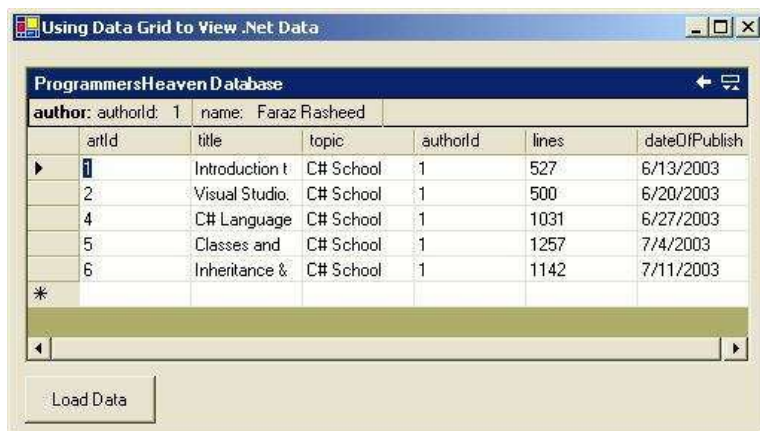 Using Data Grid to View .Net Data
ProgrammersHeaven Database
author: authorId: 1 name: Faraz Rasheed
artId title topic authorId lines dateOfPublish
1 Introduction t C# School 1 527 6/13/2003
2 Visual Studio. C# School 1 500 6/20/2003
4 C# Language C# School 1 1031 6/27/2003
5 Classes and C# School 1 1257 7/4/2003
6 Inheritance & C# School 1 1142 7/11/2003
Load Data